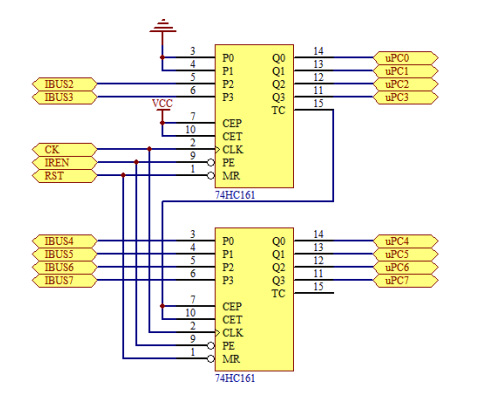 3 P0 Q0 14 uPC0
4 P1 Q1 13 uPC1
IBUS2 5 P2 Q2 12 uPC2
IBUS3 6 P3 Q3 11 uPC3
VCC TC 15
7 CEP
10 CET
CK 2 CLK
IREN 9 PE
RST 1 MR
74HC161
IBUS4 3 P0 Q0 14 uPC4
IBUS5 4 P1 Q1 13 uPC5
IBUS6 5 P2 Q2 12 uPC6
IBUS7 6 P3 Q3 11 uPC7
TC 15
7 CEP
10 CET
2 CLK
9 PE
1 MR
74HC161